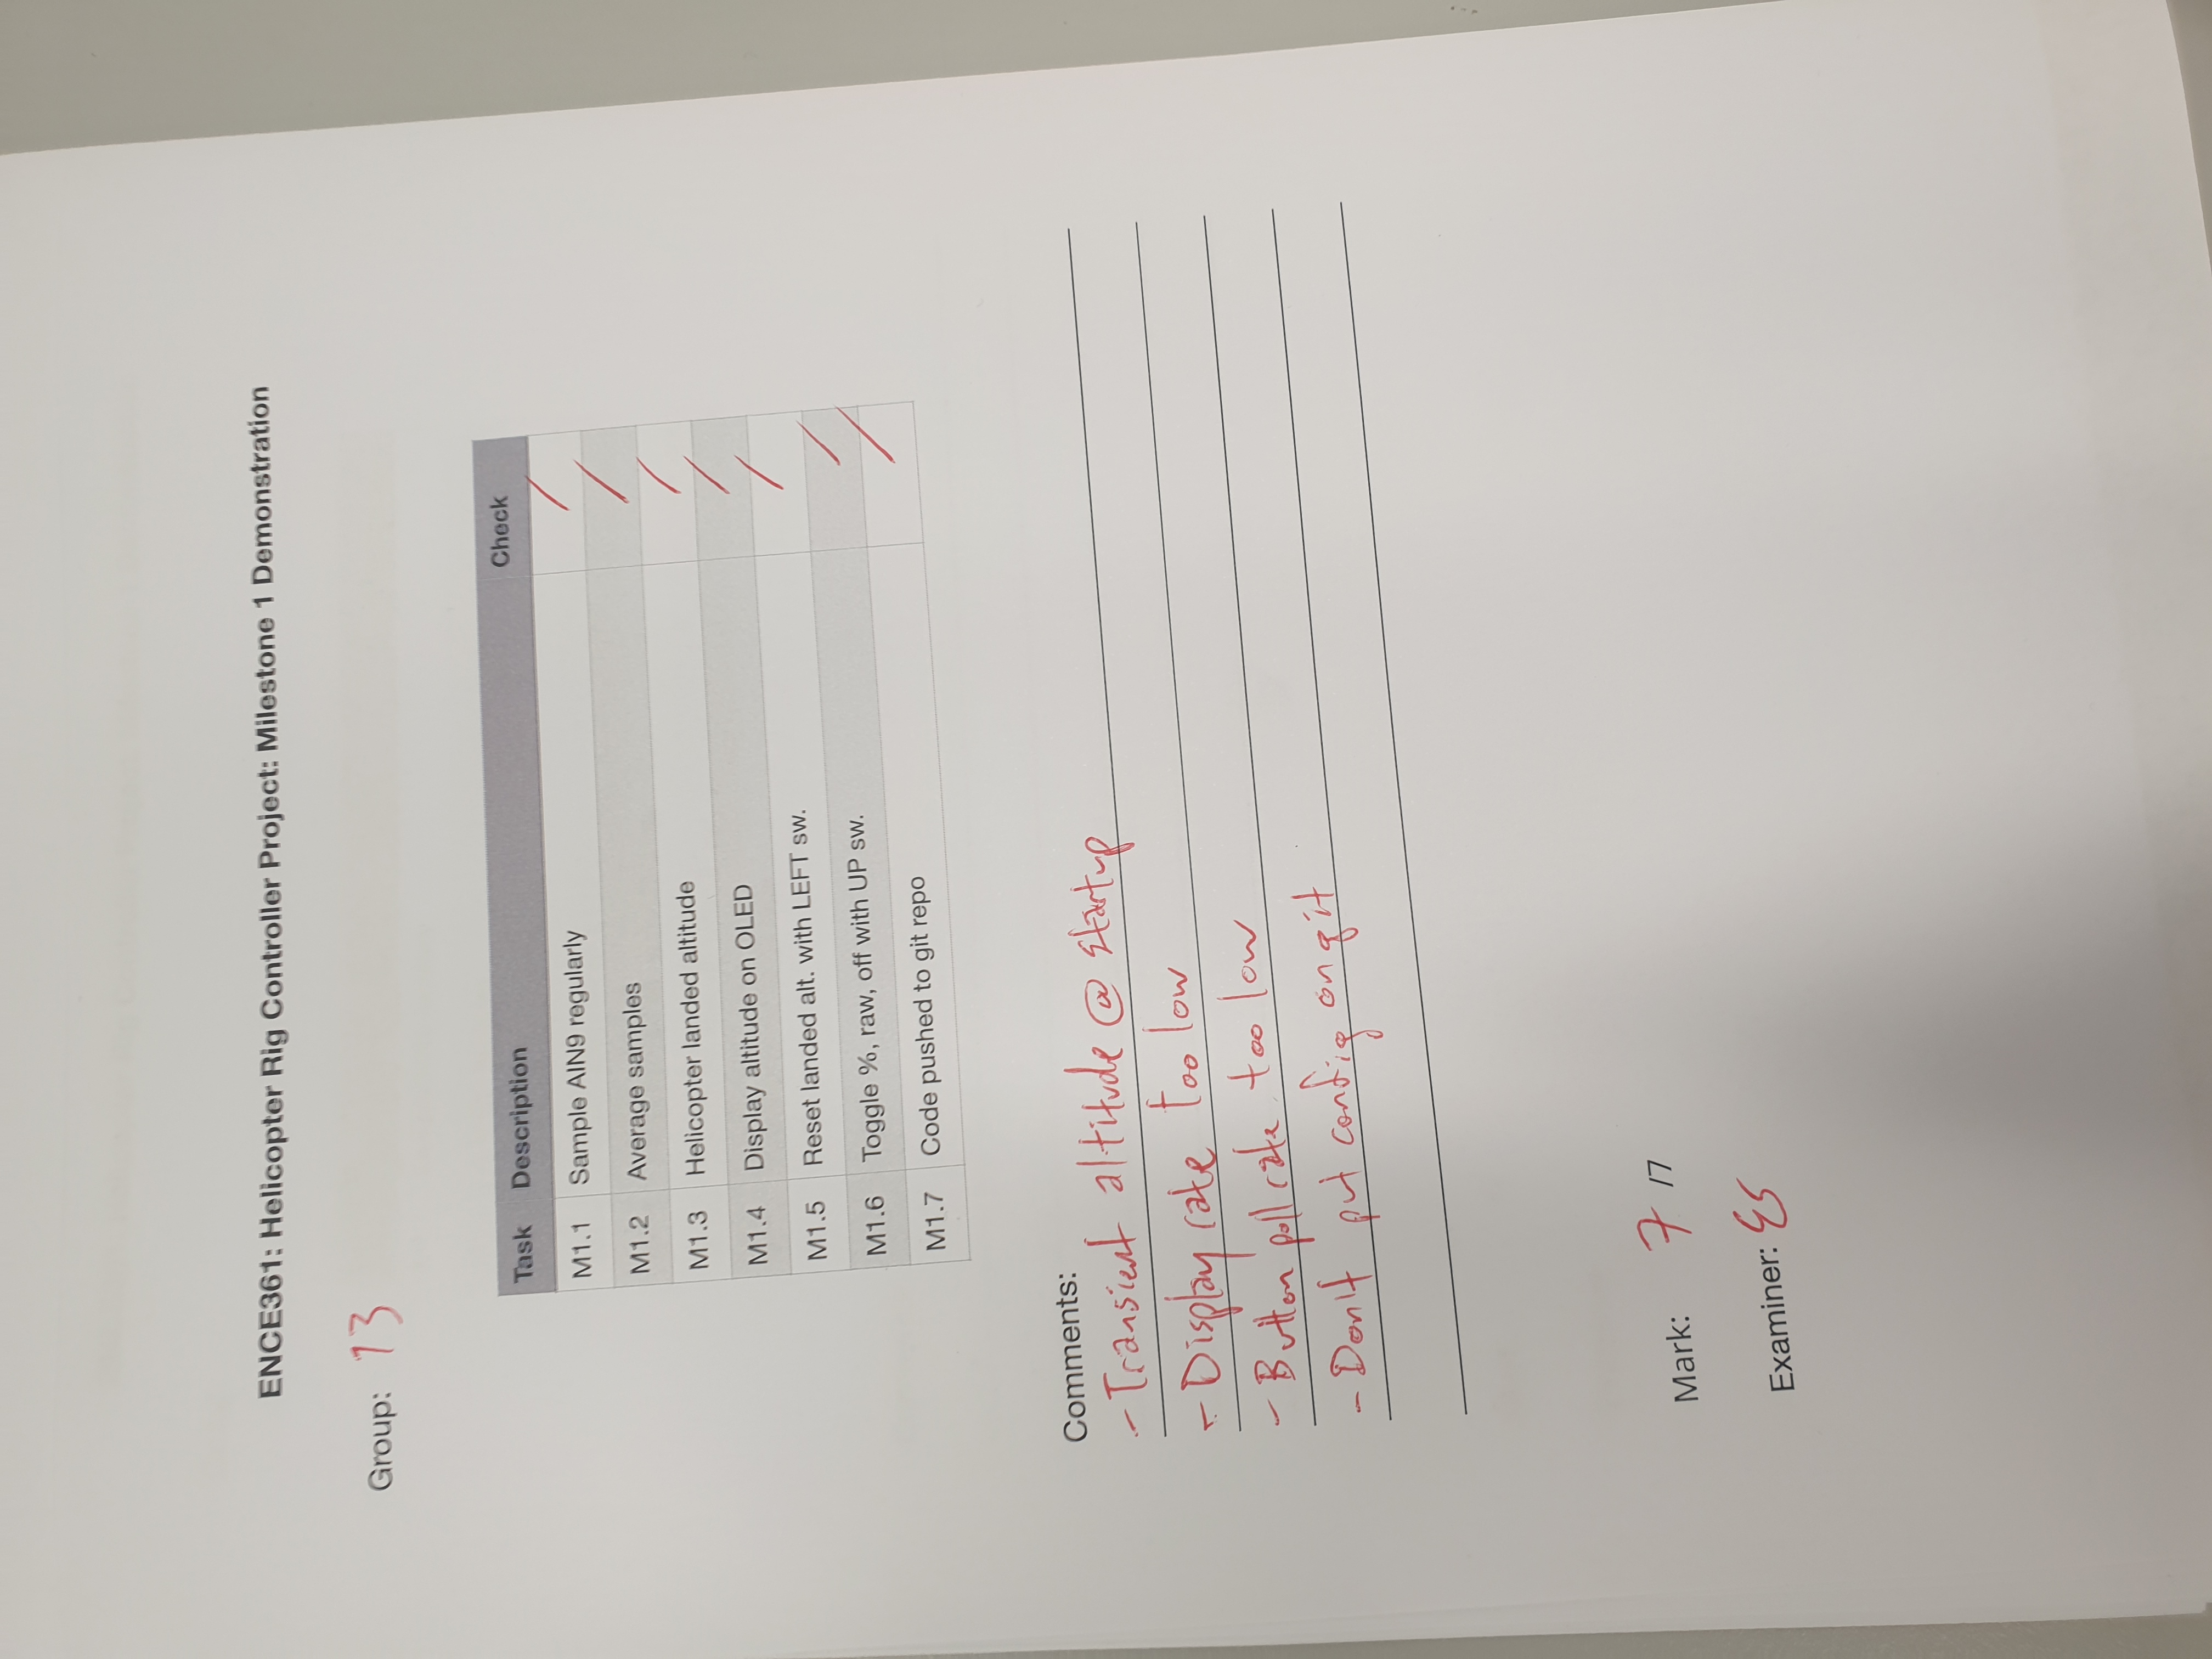 ENCE361: Helicopter Rig Controller Project: Milestone 1 Demonstration
Group: 13
Task Description Check
M1.1 Sample AIN9 regularly /
M1.2 Average samples /
M1.3 Helicopter landed altitude /
M1.4 Display altitude on OLED /
M1.5 Reset landed alt. with LEFT sw. /
M1.6 Toggle %, raw, off with UP sw. /
M1.7 Code pushed to git repo /
Comments:
- Transient altitude @ startup
- Display rate too low
- Button poll rate too low
- Don't put config on git
Mark: 7 /7
Examiner: ES